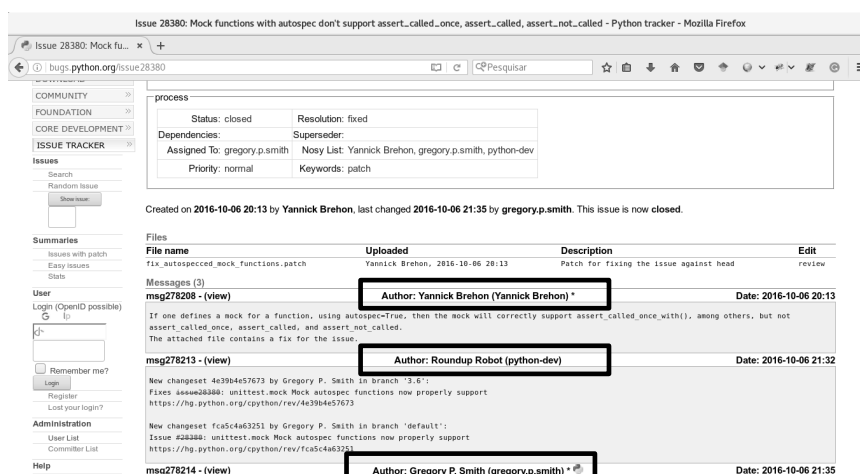 Issue 28380: Mock functions with autospec don't support assert_called_once, assert_called, assert_not_called - Python tracker - Mozilla Firefox
Issue 28380: Mock fu... × +
bugs.python.org/issue28380
Pesquisar
COMMUNITY »
FOUNDATION »
CORE DEVELOPMENT »
ISSUE TRACKER »
Issues
Search
Random Issue
Show issue:
Summaries
Issues with patch
Easy issues
Stats
User
Login (OpenID possible)
Remember me?
Login
Register
Lost your login?
Administration
User List
Committer List
Help
process
Status: closed Resolution: fixed
Dependencies: Superseder:
Assigned To: gregory.p.smith Nosy List: Yannick Brehon, gregory.p.smith, python-dev
Priority: normal Keywords: patch
Created on 2016-10-06 20:13 by Yannick Brehon, last changed 2016-10-06 21:35 by gregory.p.smith. This issue is now closed.
Files
File name Uploaded Description Edit
fix_autospecced_mock_functions.patch Yannick Brehon, 2016-10-06 20:13 Patch for fixing the issue against head review
Messages (3)
msg278208 - (view) Author: Yannick Brehon (Yannick Brehon) * Date: 2016-10-06 20:13
If one defines a mock for a function, using autospec=True, then the mock will correctly support assert_called_once_with(), among others, but not
assert_called_once, assert_called, and assert_not_called.
The attached file contains a fix for the issue.
msg278213 - (view) Author: Roundup Robot (python-dev) Date: 2016-10-06 21:32
New changeset 4e39b4e57673 by Gregory P. Smith in branch '3.6':
Fixes issue28380: unittest.mock Mock autospec functions now properly support
https://hg.python.org/cpython/rev/4e39b4e57673
New changeset fca5c4a63251 by Gregory P. Smith in branch 'default':
Issue #28380: unittest.mock Mock autospec functions now properly support
https://hg.python.org/cpython/rev/fca5c4a63251
msg278214 - (view) Author: Gregory P. Smith (gregory.p.smith) * Date: 2016-10-06 21:35